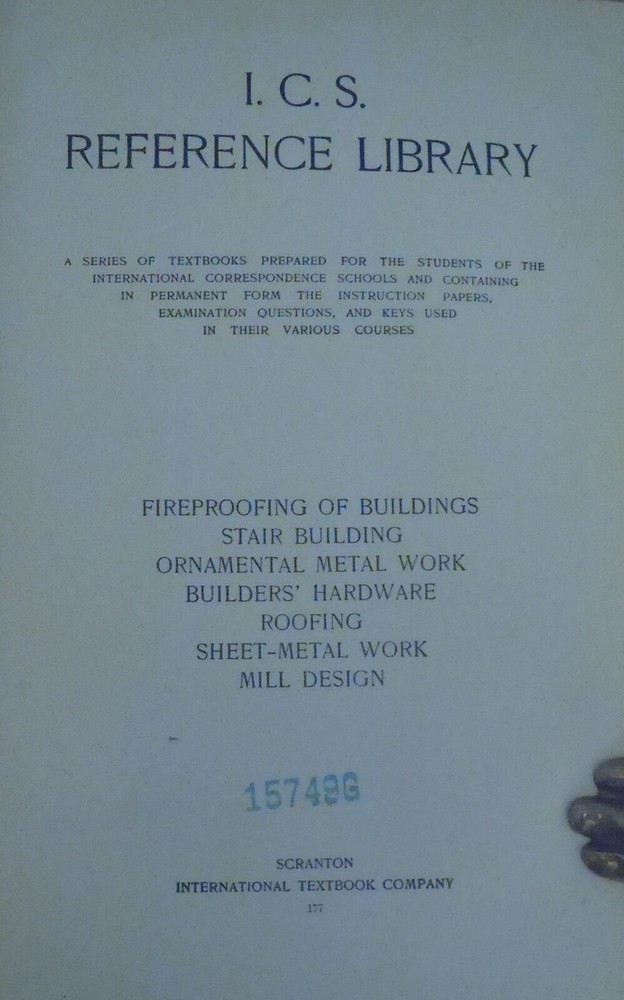 I. C. S.
REFERENCE LIBRARY
A SERIES OF TEXTBOOKS PREPARED FOR THE STUDENTS OF THE
INTERNATIONAL CORRESPONDENCE SCHOOLS AND CONTAINING
IN PERMANENT FORM THE INSTRUCTION PAPERS,
EXAMINATION QUESTIONS, AND KEYS USED
IN THEIR VARIOUS COURSES
FIREPROOFING OF BUILDINGS
STAIR BUILDING
ORNAMENTAL METAL WORK
BUILDERS' HARDWARE
ROOFING
SHEET-METAL WORK
MILL DESIGN
15749G
SCRANTON
INTERNATIONAL TEXTBOOK COMPANY
177